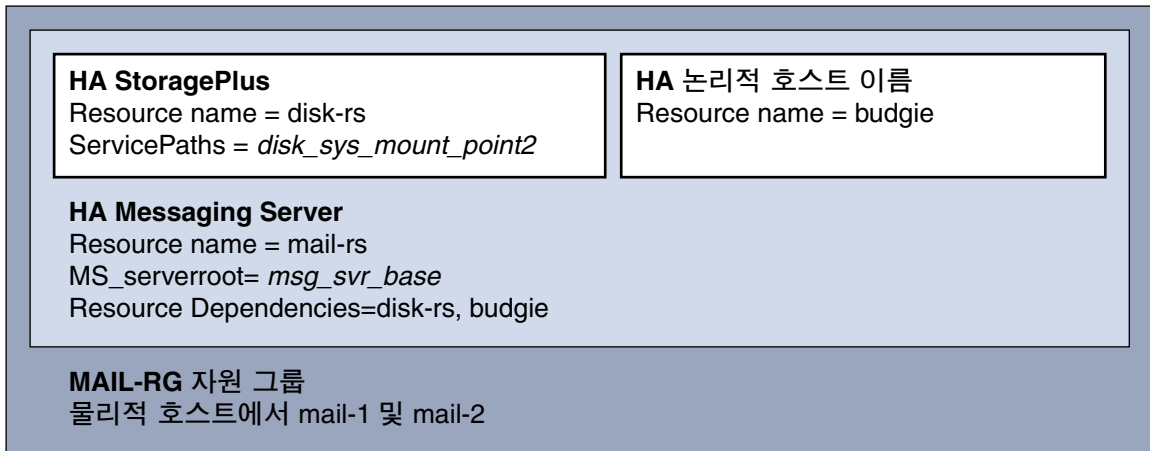 HA StoragePlus
Resource name = disk-rs
ServicePaths = disk_sys_mount_point2
HA 논리적 호스트 이름
Resource name = budgie
HA Messaging Server
Resource name = mail-rs
MS_serverroot= msg_svr_base
Resource Dependencies=disk-rs, budgie
MAIL-RG 자원 그룹
물리적 호스트에서 mail-1 및 mail-2